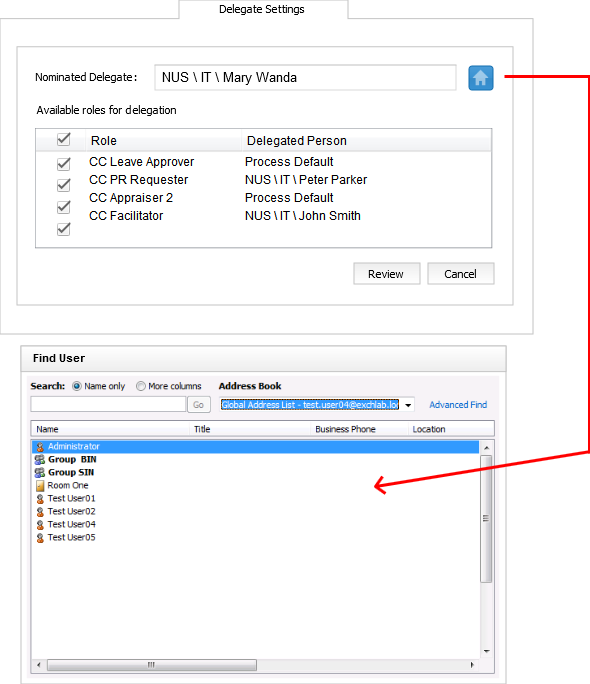 Delegate Settings
Nominated Delegate: NUS \ IT \ Mary Wanda
Available roles for delegation
Role Delegated Person
CC Leave Approver Process Default
CC PR Requester NUS \ IT \ Peter Parker
CC Appraiser 2 Process Default
CC Facilitator NUS \ IT \ John Smith
Review Cancel
Find User
Search: Name only More columns Address Book
Go Global Address List - test.user04@exchlab.lo Advanced Find
Name Title Business Phone Location
Administrator
Group BIN
Group SIN
Room One
Test User01
Test User02
Test User04
Test User05